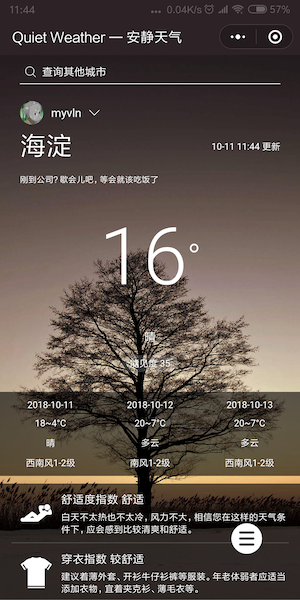 11:44
... 0.04K/s
57%
Quiet Weather — 安静天气
查询其他城市
myvln
海淀
10-11 11:44 更新
刚到公司? 歇会儿吧，等会就该吃饭了
16°
晴
能见度 35
2018-10-11
2018-10-12
2018-10-13
18~4°C
20~7°C
20~7°C
晴
多云
多云
西南风1-2级
南风1-2级
西南风1-2级
舒适度指数 舒适
白天不太热也不太冷，风力不大，相信您在这样的天气条
件下，应会感到比较清爽和舒适。
穿衣指数 较舒适
建议着薄外套、开衫牛仔衫裤等服装。年老体弱者应适当
添加衣物，宜着夹克衫、薄毛衣等。